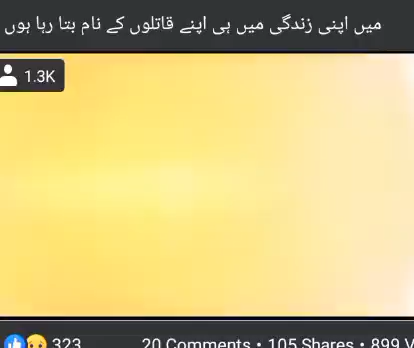 میں اپنی زندگی میں ہی اپنے قاتلوں کے نام بتا رہا ہوں
1.3K
323 20 Comments • 105 Shares • 899 V